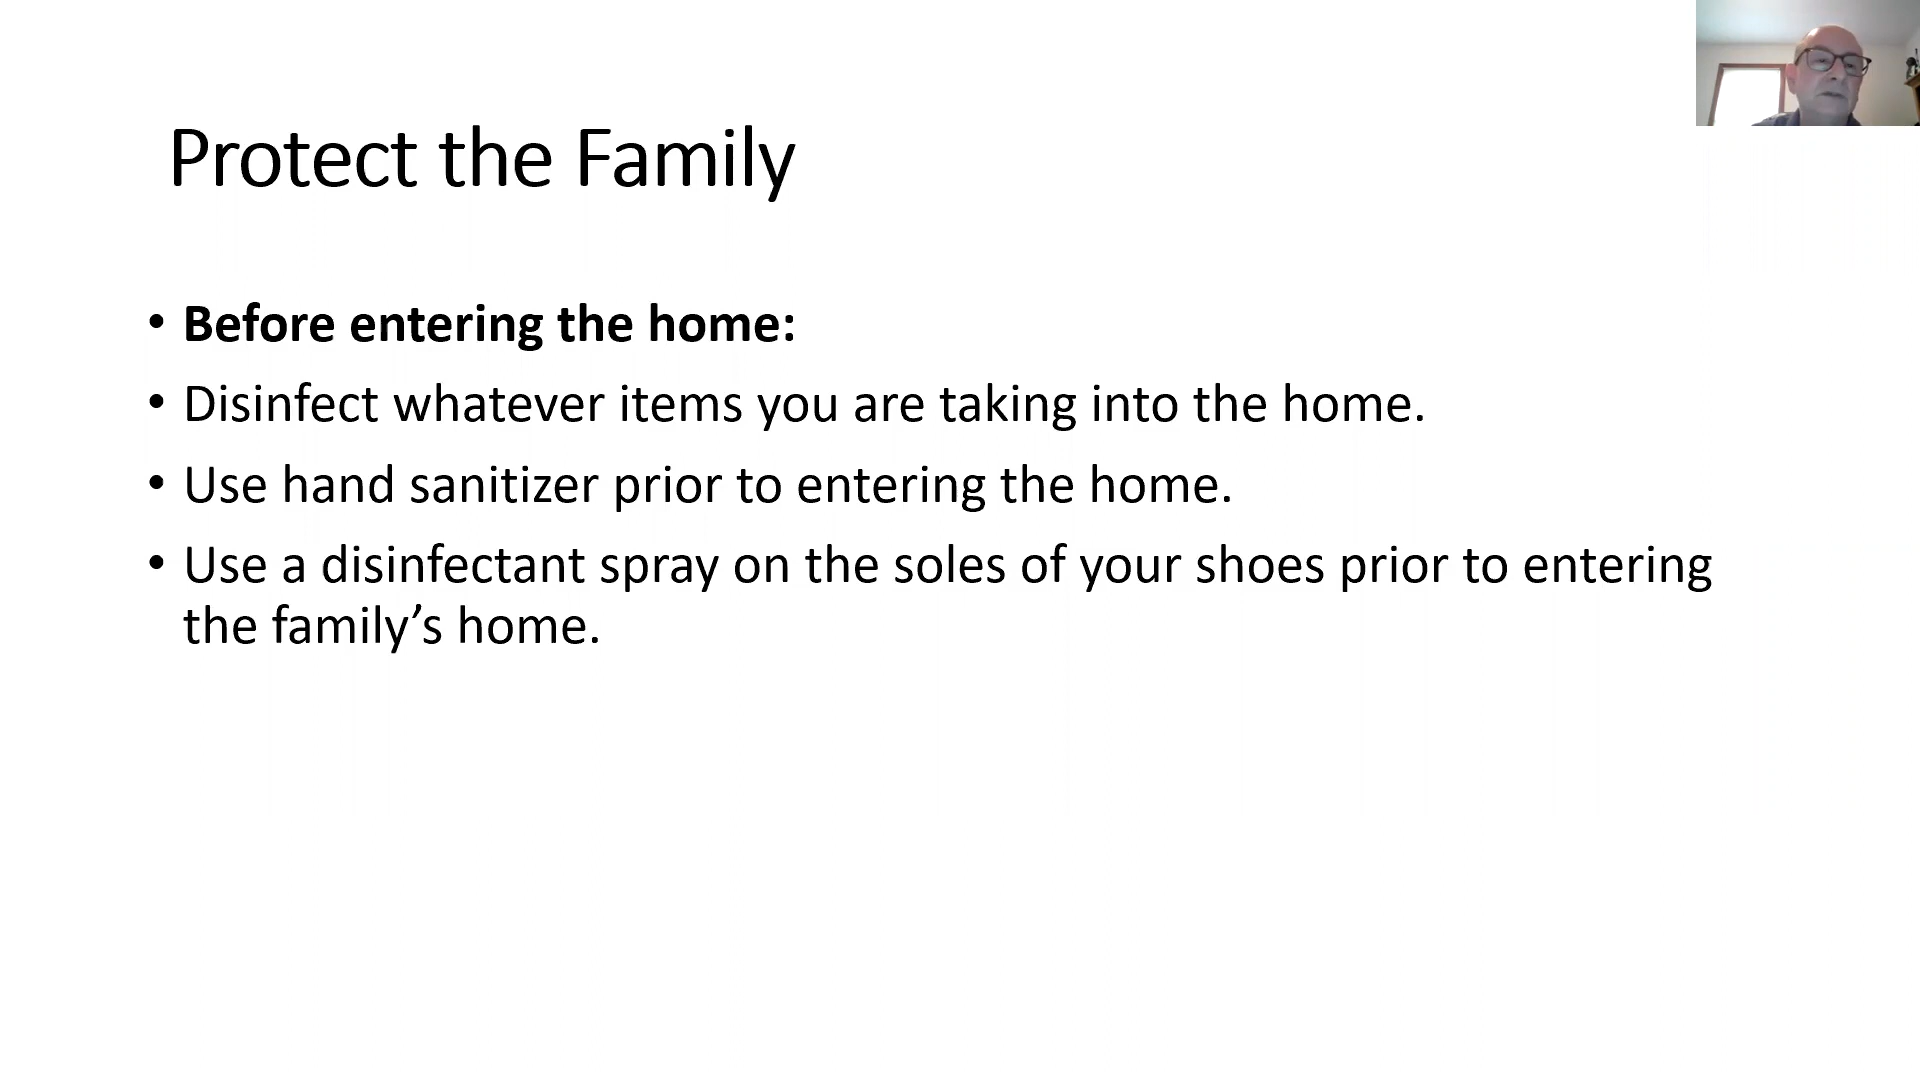 Protect the Family
• Before entering the home:
• Disinfect whatever items you are taking into the home.
• Use hand sanitizer prior to entering the home.
• Use a disinfectant spray on the soles of your shoes prior to entering
the family’s home.